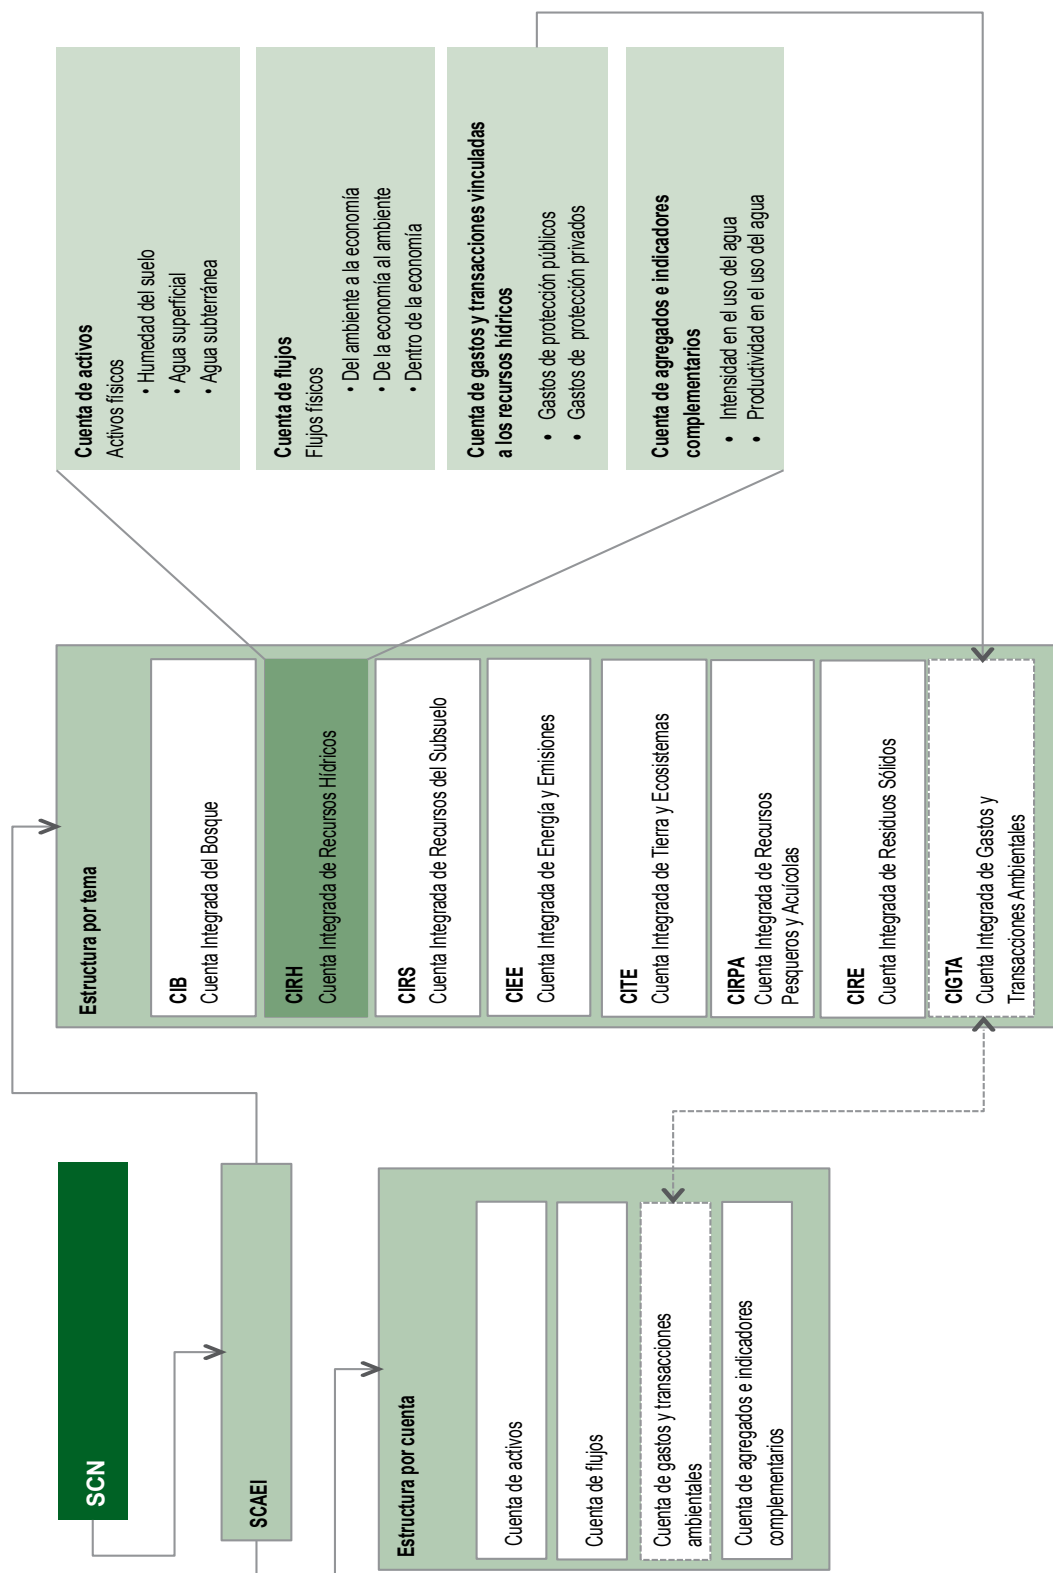 SCN
SCAEI
Estructura por cuenta
Cuenta de activos
Cuenta de flujos
Cuenta de gastos y transacciones
ambientales
Cuenta de agregados e indicadores
complementarios
Estructura por tema
CIB
Cuenta Integrada del Bosque
CIRH
Cuenta Integrada de Recursos Hídricos
CIRS
Cuenta Integrada de Recursos del Subsuelo
CIEE
Cuenta Integrada de Energía y Emisiones
CITE
Cuenta Integrada de Tierra y Ecosistemas
CIRPA
Cuenta Integrada de Recursos
Pesqueros y Acuícolas
CIRE
Cuenta Integrada de Residuos Sólidos
CIGTA
Cuenta Integrada de Gastos y
Transacciones Ambientales
Cuenta de activos
Activos físicos
• Humedad del suelo
• Agua superficial
• Agua subterránea
Cuenta de flujos
Flujos físicos
• Del ambiente a la economía
• De la economía al ambiente
• Dentro de la economía
Cuenta de gastos y transacciones vinculadas
a los recursos hídricos
• Gastos de protección públicos
• Gastos de protección privados
Cuenta de agregados e indicadores
complementarios
• Intensidad en el uso del agua
• Productividad en el uso del agua